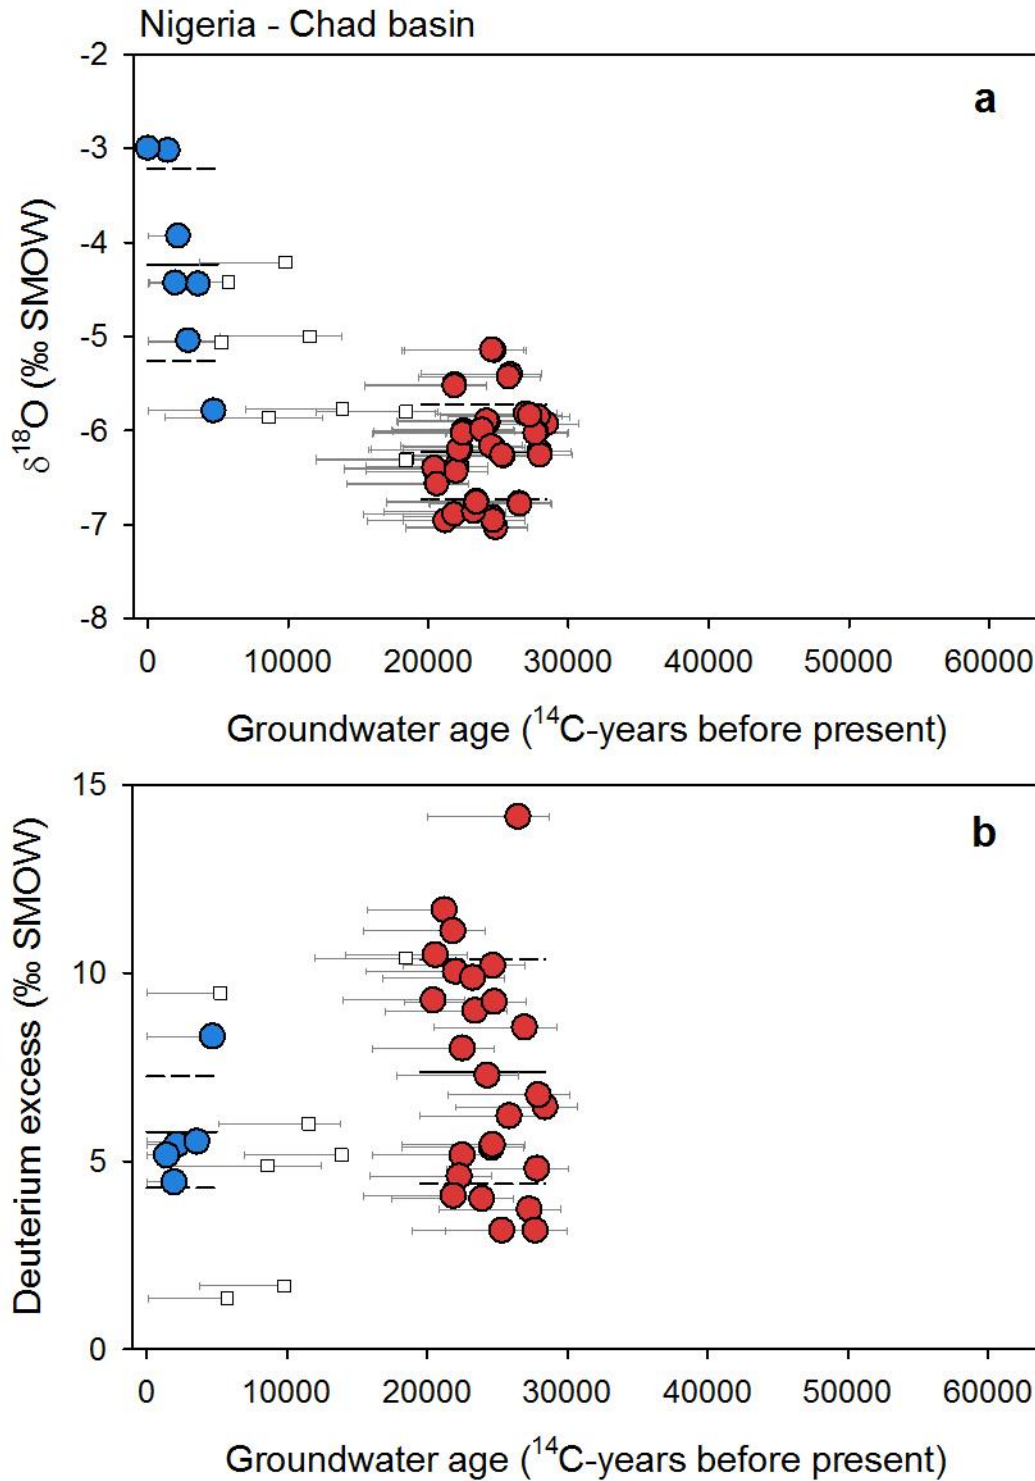 Nigeria - Chad basin
a
-2
-3
-4
-5
-6
-7
-8
δ¹⁸O (‰ SMOW)
0 10000 20000 30000 40000 50000 60000
Groundwater age (¹⁴C-years before present)
b
15
10
5
0
Deuterium excess (‰ SMOW)
0 10000 20000 30000 40000 50000 60000
Groundwater age (¹⁴C-years before present)